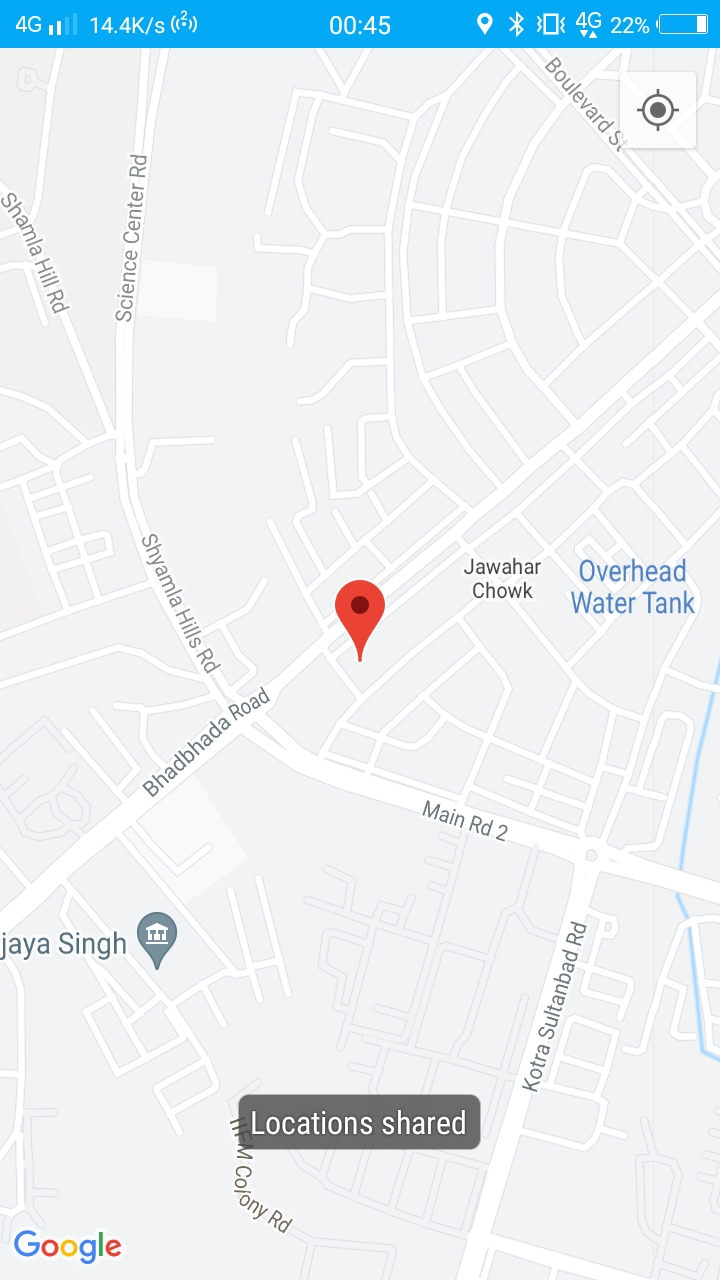 4G 14.4K/s 2 00:45 4G 22%
Boulevard St
Science Center Rd
Shamla Hill Rd
Shyamla Hills Rd
Jawahar
Chowk
Overhead
Water Tank
Bhadbhada Road
Main Rd 2
jaya Singh
Kotra Sultanbad Rd
Locations shared
IIFM Colony Rd
Google